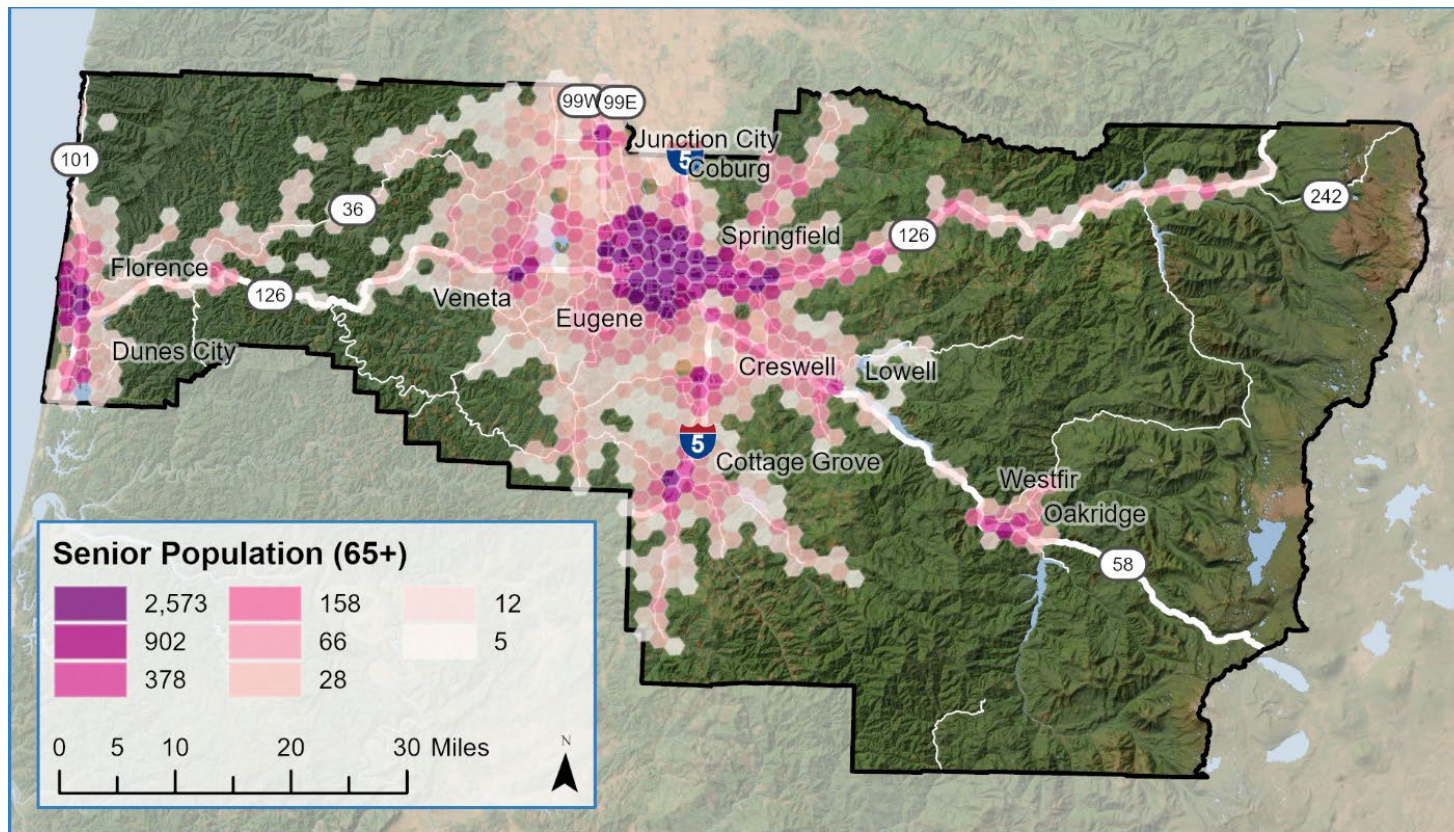 99W 99E
Junction City
101
5
Coburg
36
242
Springfield
126
Florence
126
Veneta
Eugene
Dunes City
Creswell
Lowell
5
Cottage Grove
Westfir
Oakridge
58
Senior Population (65+)
2,573 158 12
902 66 5
378 28
0 5 10 20 30 Miles
N